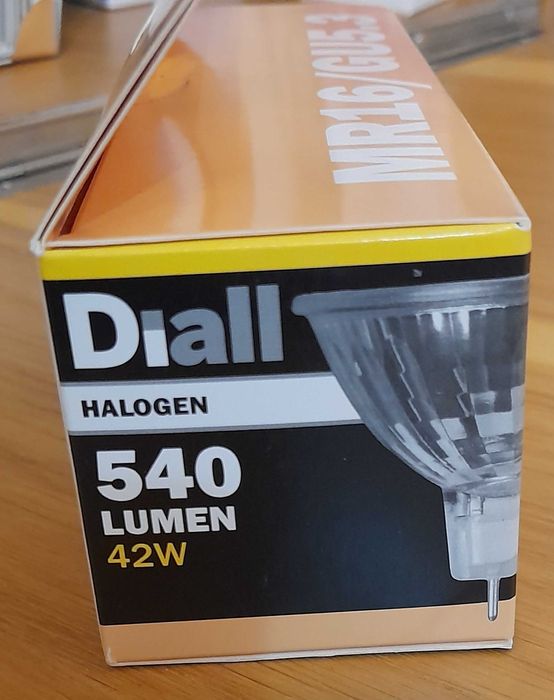 MR16/GU5.3
Diall
HALOGEN
540
LUMEN
42W